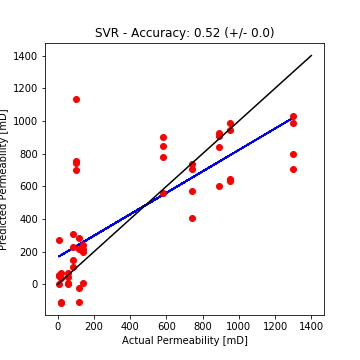 SVR - Accuracy: 0.52 (+/- 0.0)
1400
1200
1000
800
600
400
200
0
Predicted Permeability [mD]
0 200 400 600 800 1000 1200 1400
Actual Permeability [mD]